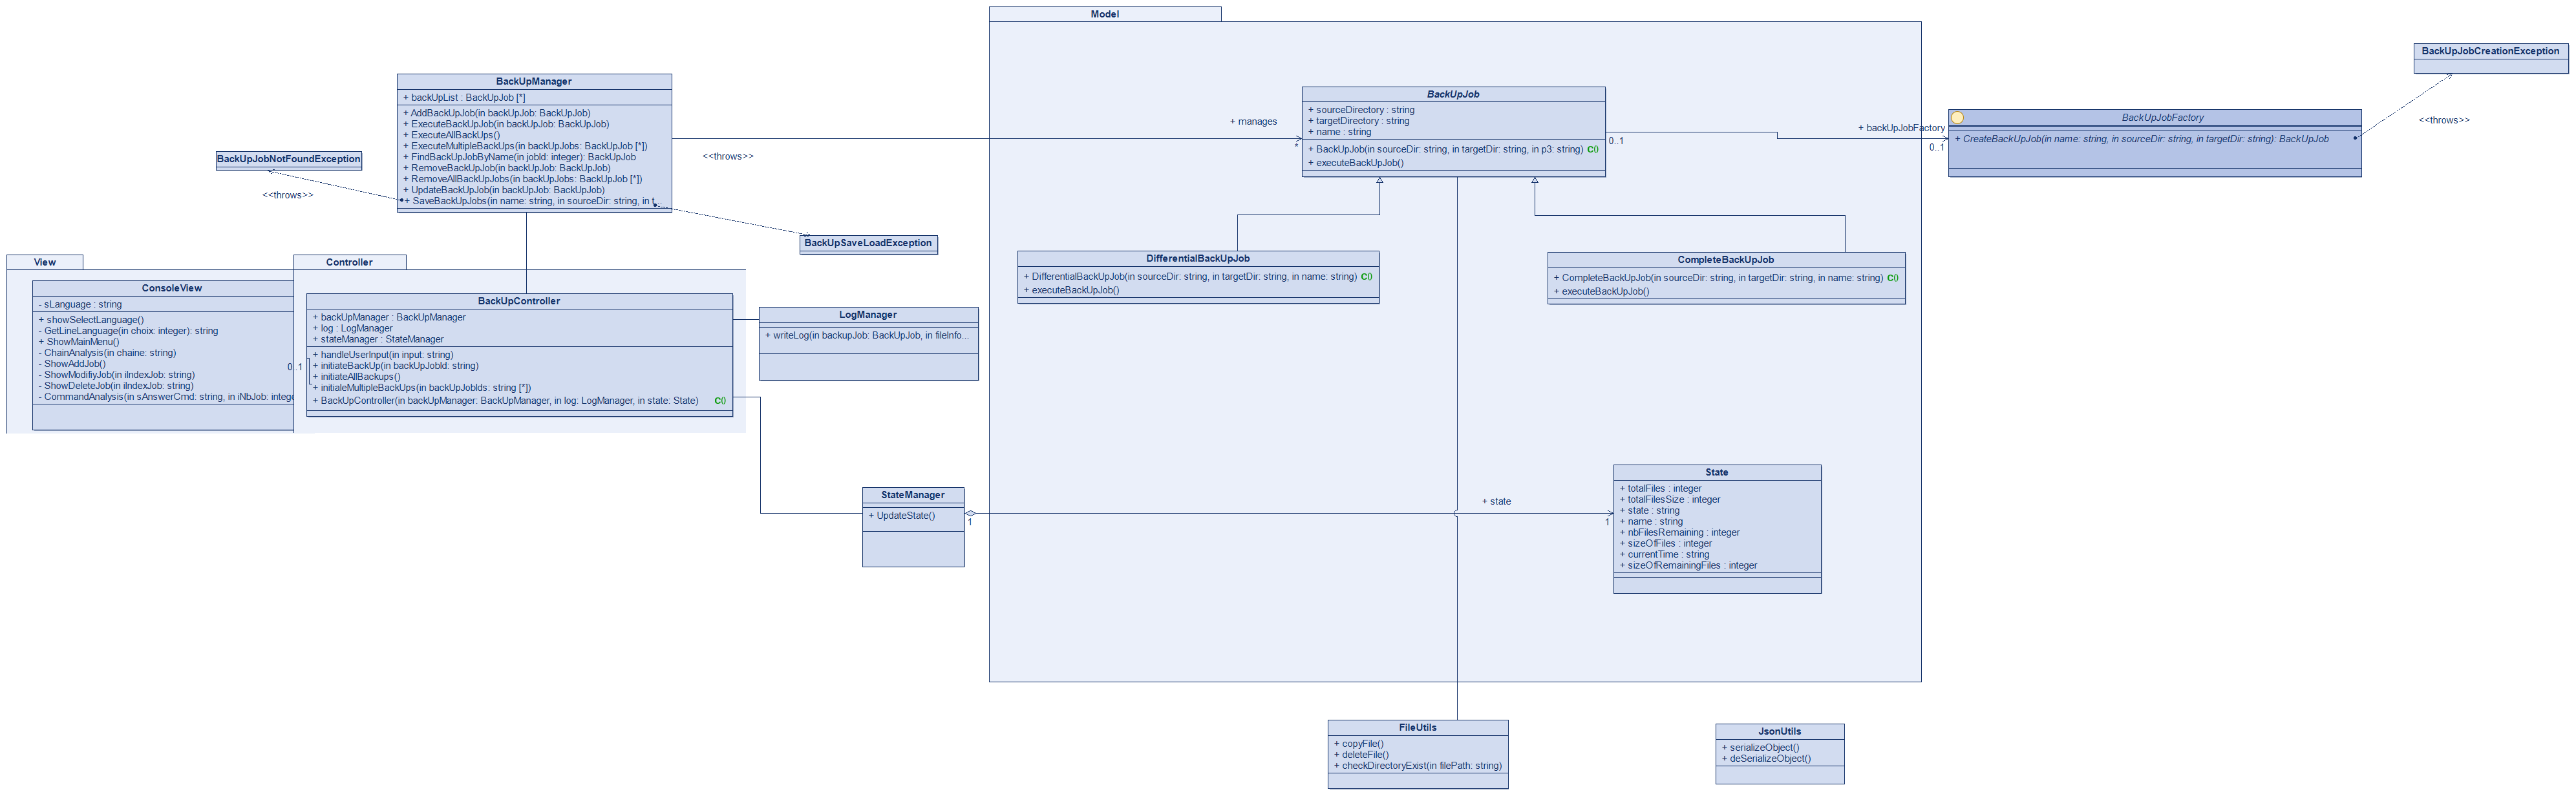 Model
BackUpJobCreationException
BackUpManager
+ backUpList : BackUpJob [*]
+ AddBackUpJob(in backUpJob: BackUpJob)
+ ExecuteBackUpJob(in backUpJob: BackUpJob)
+ ExecuteAllBackUps()
+ ExecuteMultipleBackUps(in backUpJobs: BackUpJob [*])
+ FindBackUpJobByName(in jobId: integer): BackUpJob
+ RemoveBackUpJob(in backUpJob: BackUpJob)
+ RemoveAllBackUpJobs(in backUpJobs: BackUpJob [*])
+ UpdateBackUpJob(in backUpJob: BackUpJob)
+ SaveBackUpJobs(in name: string, in sourceDir: string, in t...
+ manages
*
<<throws>>
BackUpJobNotFoundException
<<throws>>
BackUpSaveLoadException
BackUpJob
+ sourceDirectory : string
+ targetDirectory : string
+ name : string
+ BackUpJob(in sourceDir: string, in targetDir: string, in p3: string) C()
+ executeBackUpJob()
0..1
+ backUpJobFactory
0..1
BackUpJobFactory
+ CreateBackUpJob(in name: string, in sourceDir: string, in targetDir: string): BackUpJob
<<throws>>
DifferentialBackUpJob
+ DifferentialBackUpJob(in sourceDir: string, in targetDir: string, in name: string) C()
+ executeBackUpJob()
CompleteBackUpJob
+ CompleteBackUpJob(in sourceDir: string, in targetDir: string, in name: string) C()
+ executeBackUpJob()
View
ConsoleView
- sLanguage : string
+ showSelectLanguage()
- GetLineLanguage(in choix: integer): string
+ ShowMainMenu()
- ChainAnalysis(in chaine: string)
- ShowAddJob()
- ShowModifiyJob(in iIndexJob: string)
- ShowDeleteJob(in iIndexJob: string)
- CommandAnalysis(in sAnswerCmd: string, in iNbJob: intege
Controller
BackUpController
+ backUpManager : BackUpManager
+ log : LogManager
+ stateManager : StateManager
+ handleUserInput(in input: string)
+ initiateBackUp(in backUpJobId: string)
+ initiateAllBackups()
+ initialeMultipleBackUps(in backUpJobIds: string [*])
+ BackUpController(in backUpManager: BackUpManager, in log: LogManager, in state: State) C()
0..1
LogManager
+ writeLog(in backupJob: BackUpJob, in fileInfo...
StateManager
+ UpdateState()
1
+ state
1
State
+ totalFiles : integer
+ totalFilesSize : integer
+ state : string
+ name : string
+ nbFilesRemaining : integer
+ sizeOfFiles : integer
+ currentTime : string
+ sizeOfRemainingFiles : integer
FileUtils
+ copyFile()
+ deleteFile()
+ checkDirectoryExist(in filePath: string)
JsonUtils
+ serializeObject()
+ deSerializeObject()